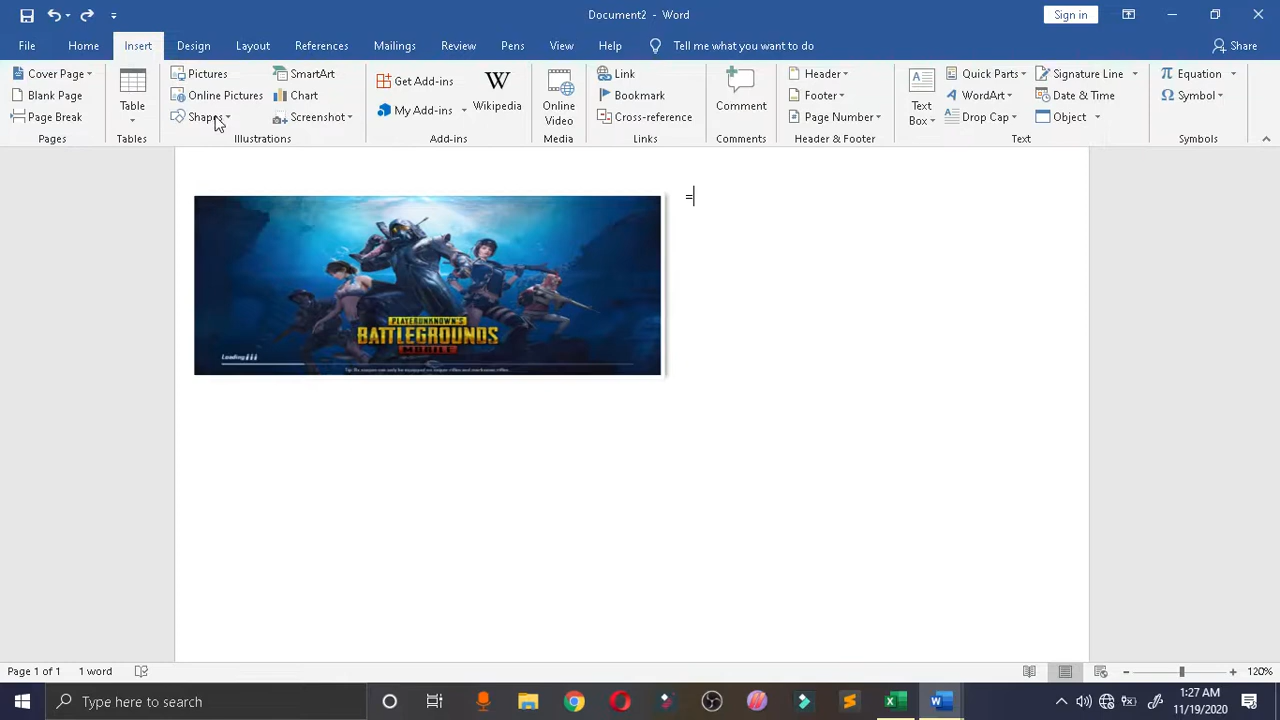 Document2 - Word
Sign in
File Home Insert Design Layout References Mailings Review Pens View Help Tell me what you want to do Share
Cover Page
Blank Page
Page Break
Pages
Table
Tables
Pictures
Online Pictures
Shapes
SmartArt
Chart
Screenshot
Illustrations
Get Add-ins
My Add-ins
W
Wikipedia
Add-ins
Online
Video
Media
Link
Bookmark
Cross-reference
Links
Comment
Comments
Header
Footer
Page Number
Header & Footer
Text
Box
Quick Parts
WordArt
Drop Cap
Signature Line
Date & Time
Object
Text
π Equation
Ω Symbol
Symbols
=
PLAYERUNKNOWN'S
BATTLEGROUNDS
MOBILE
Loading
Page 1 of 1 1 word
120%
Type here to search
1:27 AM
11/19/2020